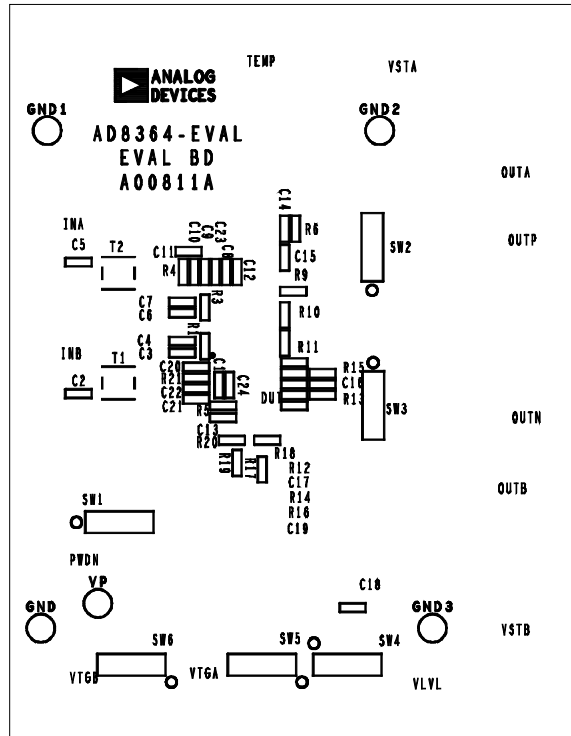 TEMP
VSTA
ANALOG
DEVICES
GND1
GND2
AD8364-EVAL
EVAL BD
A00811A
OUTA
C14
INA
C10
C9
C23
R6
SW2
OUTP
C5
T2
C11
C8
C15
R4
C12
R9
C7
C6
R3
R10
C4
C3
R11
INB
T1
C20
R15
R21
C16
C2
C22
C24
DUT
R13
SW3
C21
R5
OUTN
C13
R20
R18
R19
R17
R12
C17
R14
R16
C19
OUTB
SW1
PWDN
VP
C18
GND
GND3
VSTB
SW6
SW5
SW4
VTGB
VTGA
VLVL